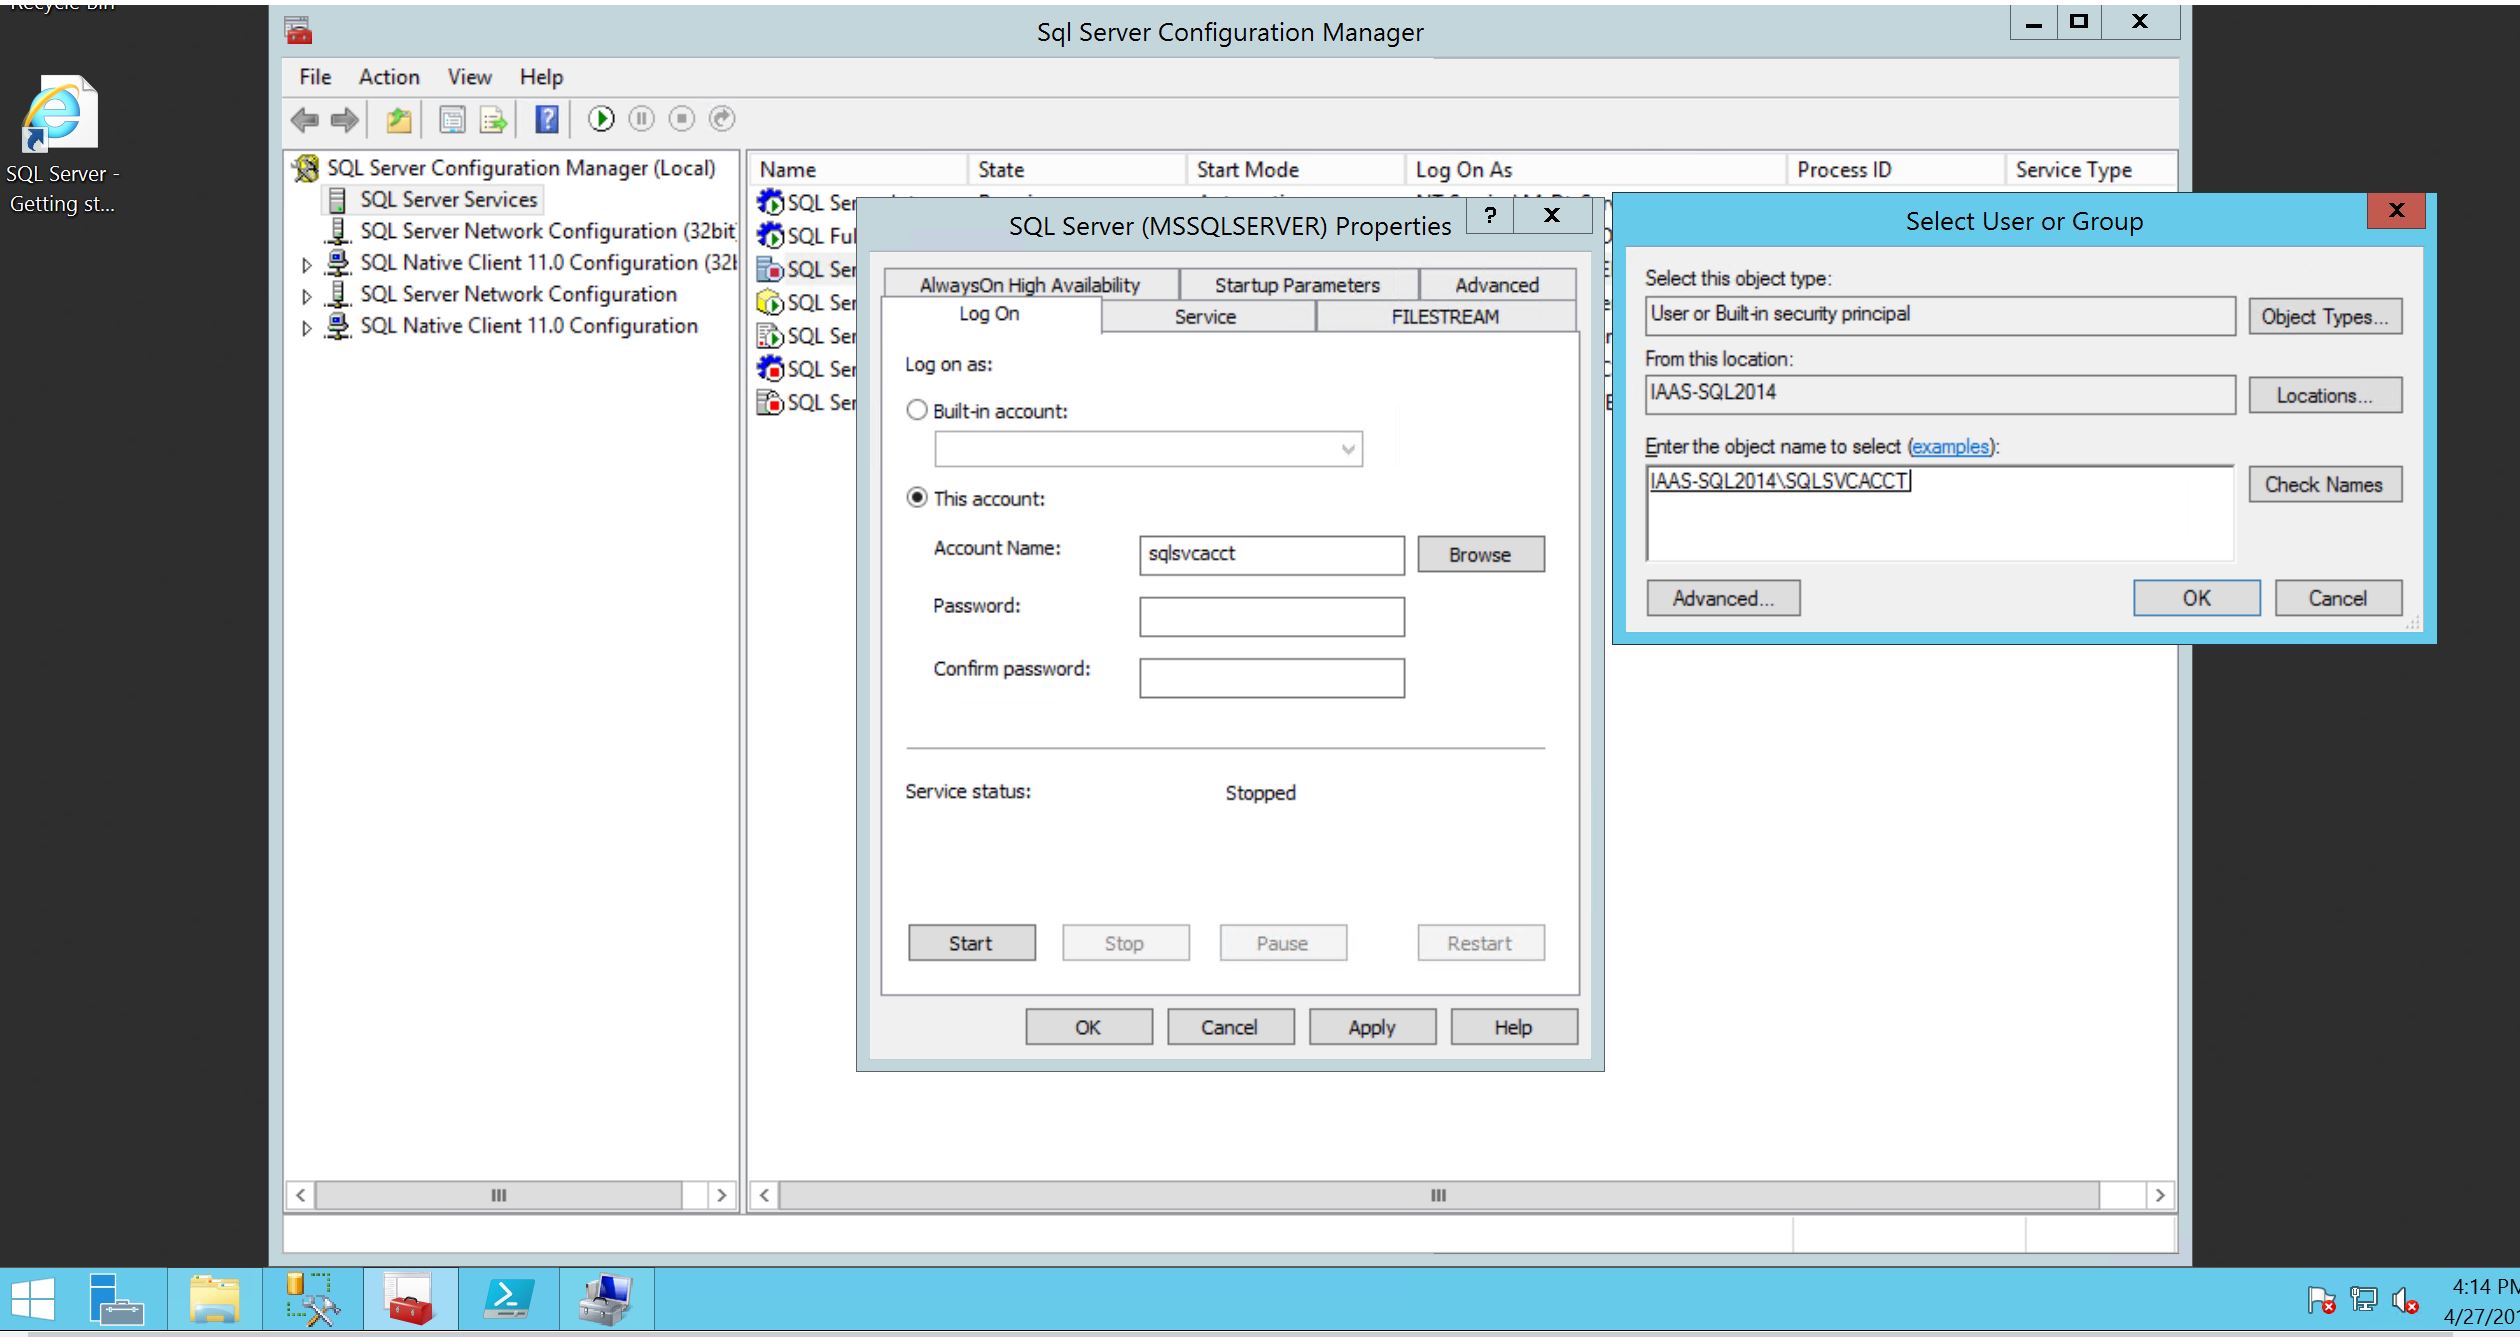 Recycle Bin
Sql Server Configuration Manager
File Action View Help
SQL Server -
Getting st...
SQL Server Configuration Manager (Local)
SQL Server Services
SQL Server Network Configuration (32bit
SQL Native Client 11.0 Configuration (32b
SQL Server Network Configuration
SQL Native Client 11.0 Configuration
Name State Start Mode Log On As Process ID Service Type
SQL Ser
SQL Ful
SQL Ser
SQL Ser
SQL Ser
SQL Ser
SQL Ser
SQL Server (MSSQLSERVER) Properties
AlwaysOn High Availability Startup Parameters Advanced
Log On Service FILESTREAM
Log on as:
Built-in account:
This account:
Account Name: sqlsvcacct Browse
Password:
Confirm password:
Service status: Stopped
Start Stop Pause Restart
OK Cancel Apply Help
Select User or Group
Select this object type:
User or Built-in security principal Object Types...
From this location:
IAAS-SQL2014 Locations...
Enter the object name to select (examples):
IAAS-SQL2014\SQLSVCACCT Check Names
Advanced... OK Cancel
4:14 PM
4/27/201